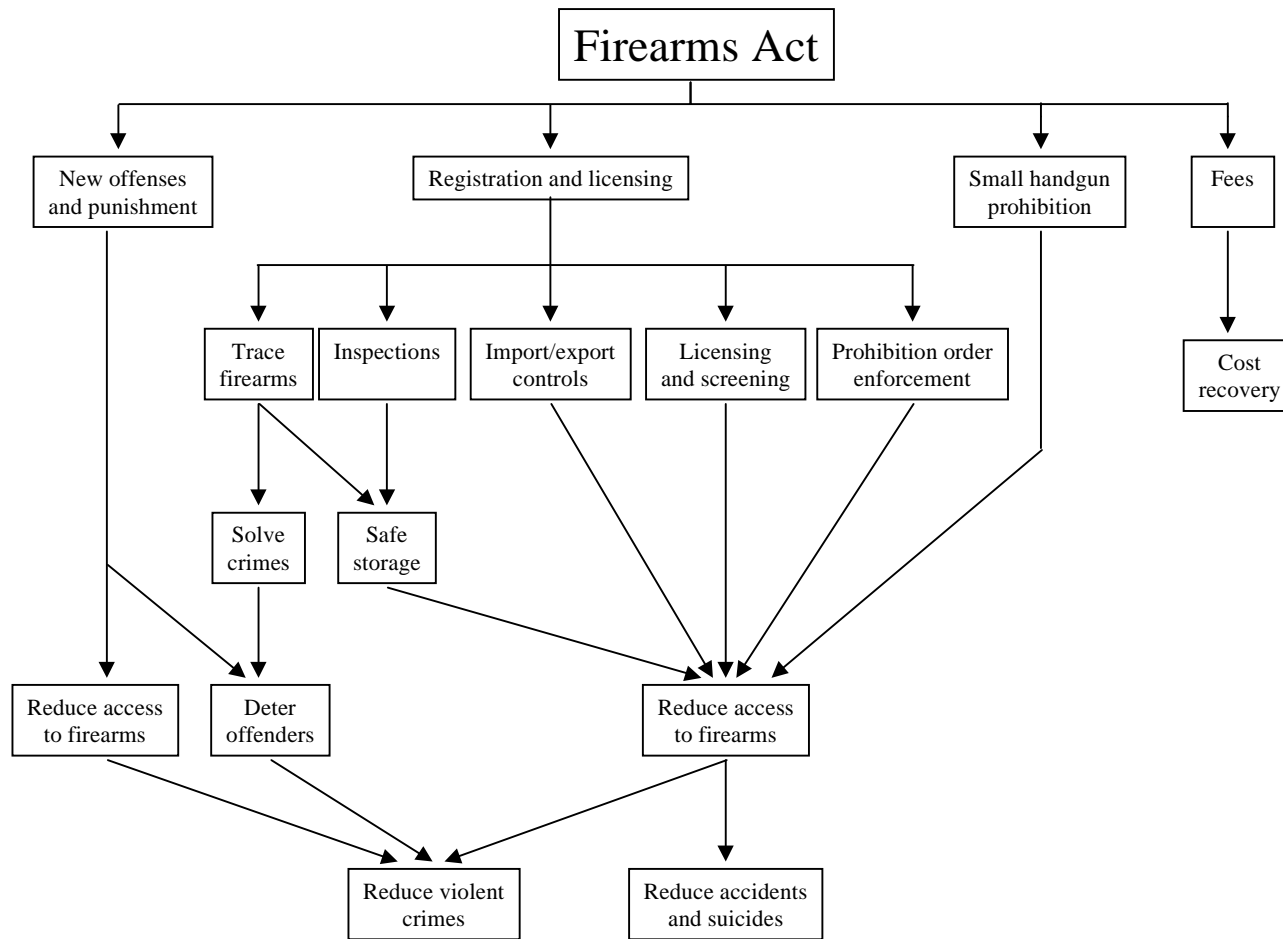 Firearms Act
New offenses
and punishment
Registration and licensing
Small handgun
prohibition
Fees
Trace
firearms
Inspections
Import/export
controls
Licensing
and screening
Prohibition order
enforcement
Cost
recovery
Solve
crimes
Safe
storage
Reduce access
to firearms
Deter
offenders
Reduce access
to firearms
Reduce violent
crimes
Reduce accidents
and suicides